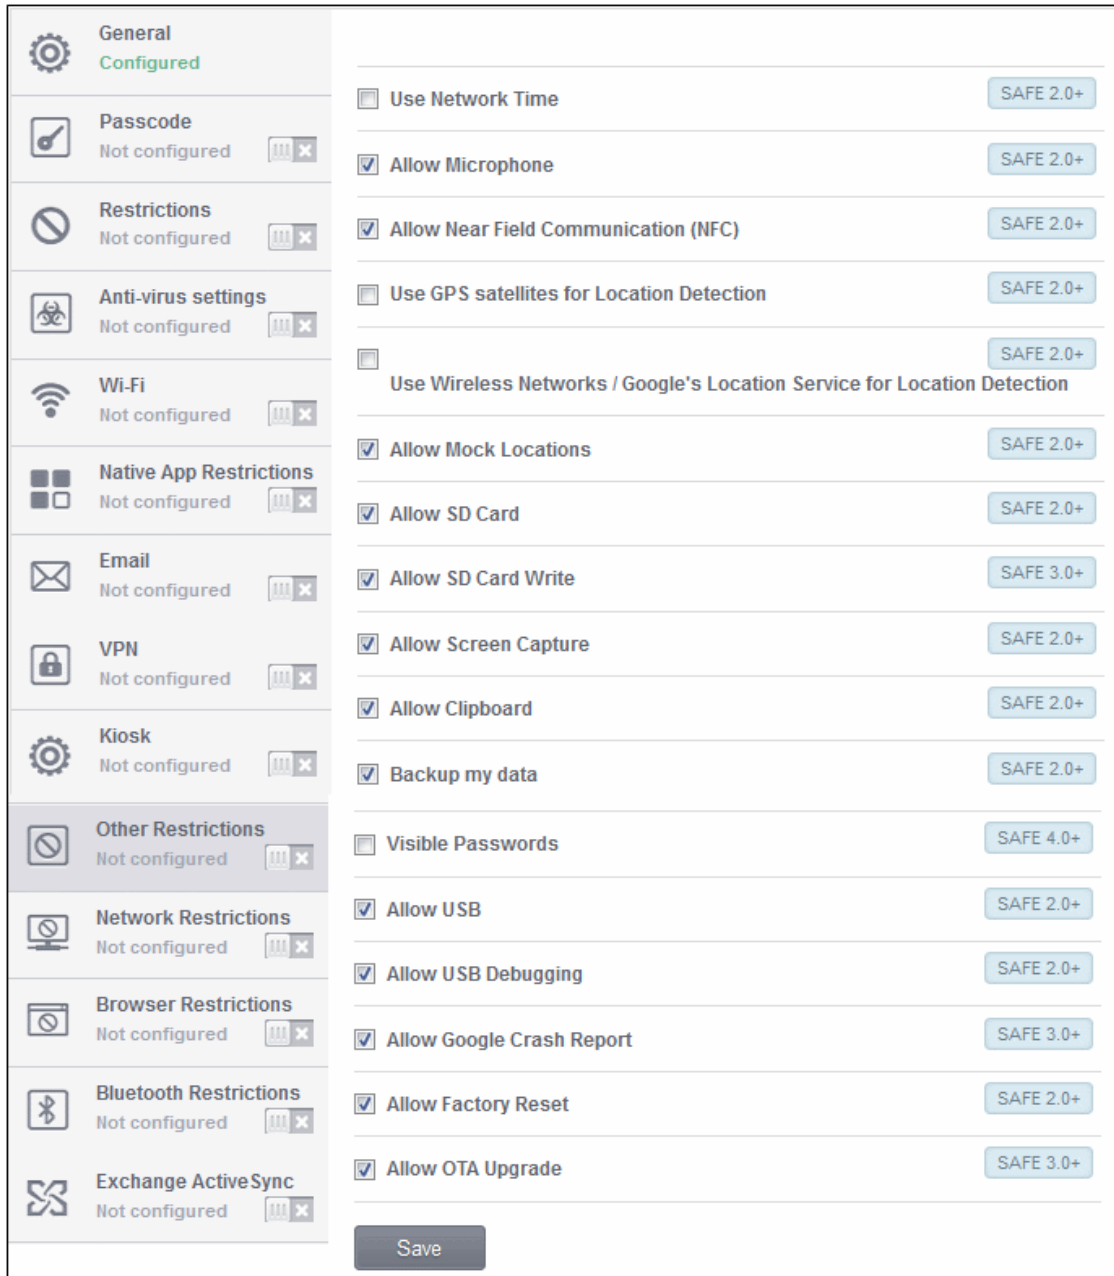 General
Configured
Passcode
Not configured
Restrictions
Not configured
Anti-virus settings
Not configured
Wi-Fi
Not configured
Native App Restrictions
Not configured
Email
Not configured
VPN
Not configured
Kiosk
Not configured
Other Restrictions
Not configured
Network Restrictions
Not configured
Browser Restrictions
Not configured
Bluetooth Restrictions
Not configured
Exchange ActiveSync
Not configured
Use Network Time SAFE 2.0+
Allow Microphone SAFE 2.0+
Allow Near Field Communication (NFC) SAFE 2.0+
Use GPS satellites for Location Detection SAFE 2.0+
SAFE 2.0+
Use Wireless Networks / Google's Location Service for Location Detection
Allow Mock Locations SAFE 2.0+
Allow SD Card SAFE 2.0+
Allow SD Card Write SAFE 3.0+
Allow Screen Capture SAFE 2.0+
Allow Clipboard SAFE 2.0+
Backup my data SAFE 2.0+
Visible Passwords SAFE 4.0+
Allow USB SAFE 2.0+
Allow USB Debugging SAFE 2.0+
Allow Google Crash Report SAFE 3.0+
Allow Factory Reset SAFE 2.0+
Allow OTA Upgrade SAFE 3.0+
Save